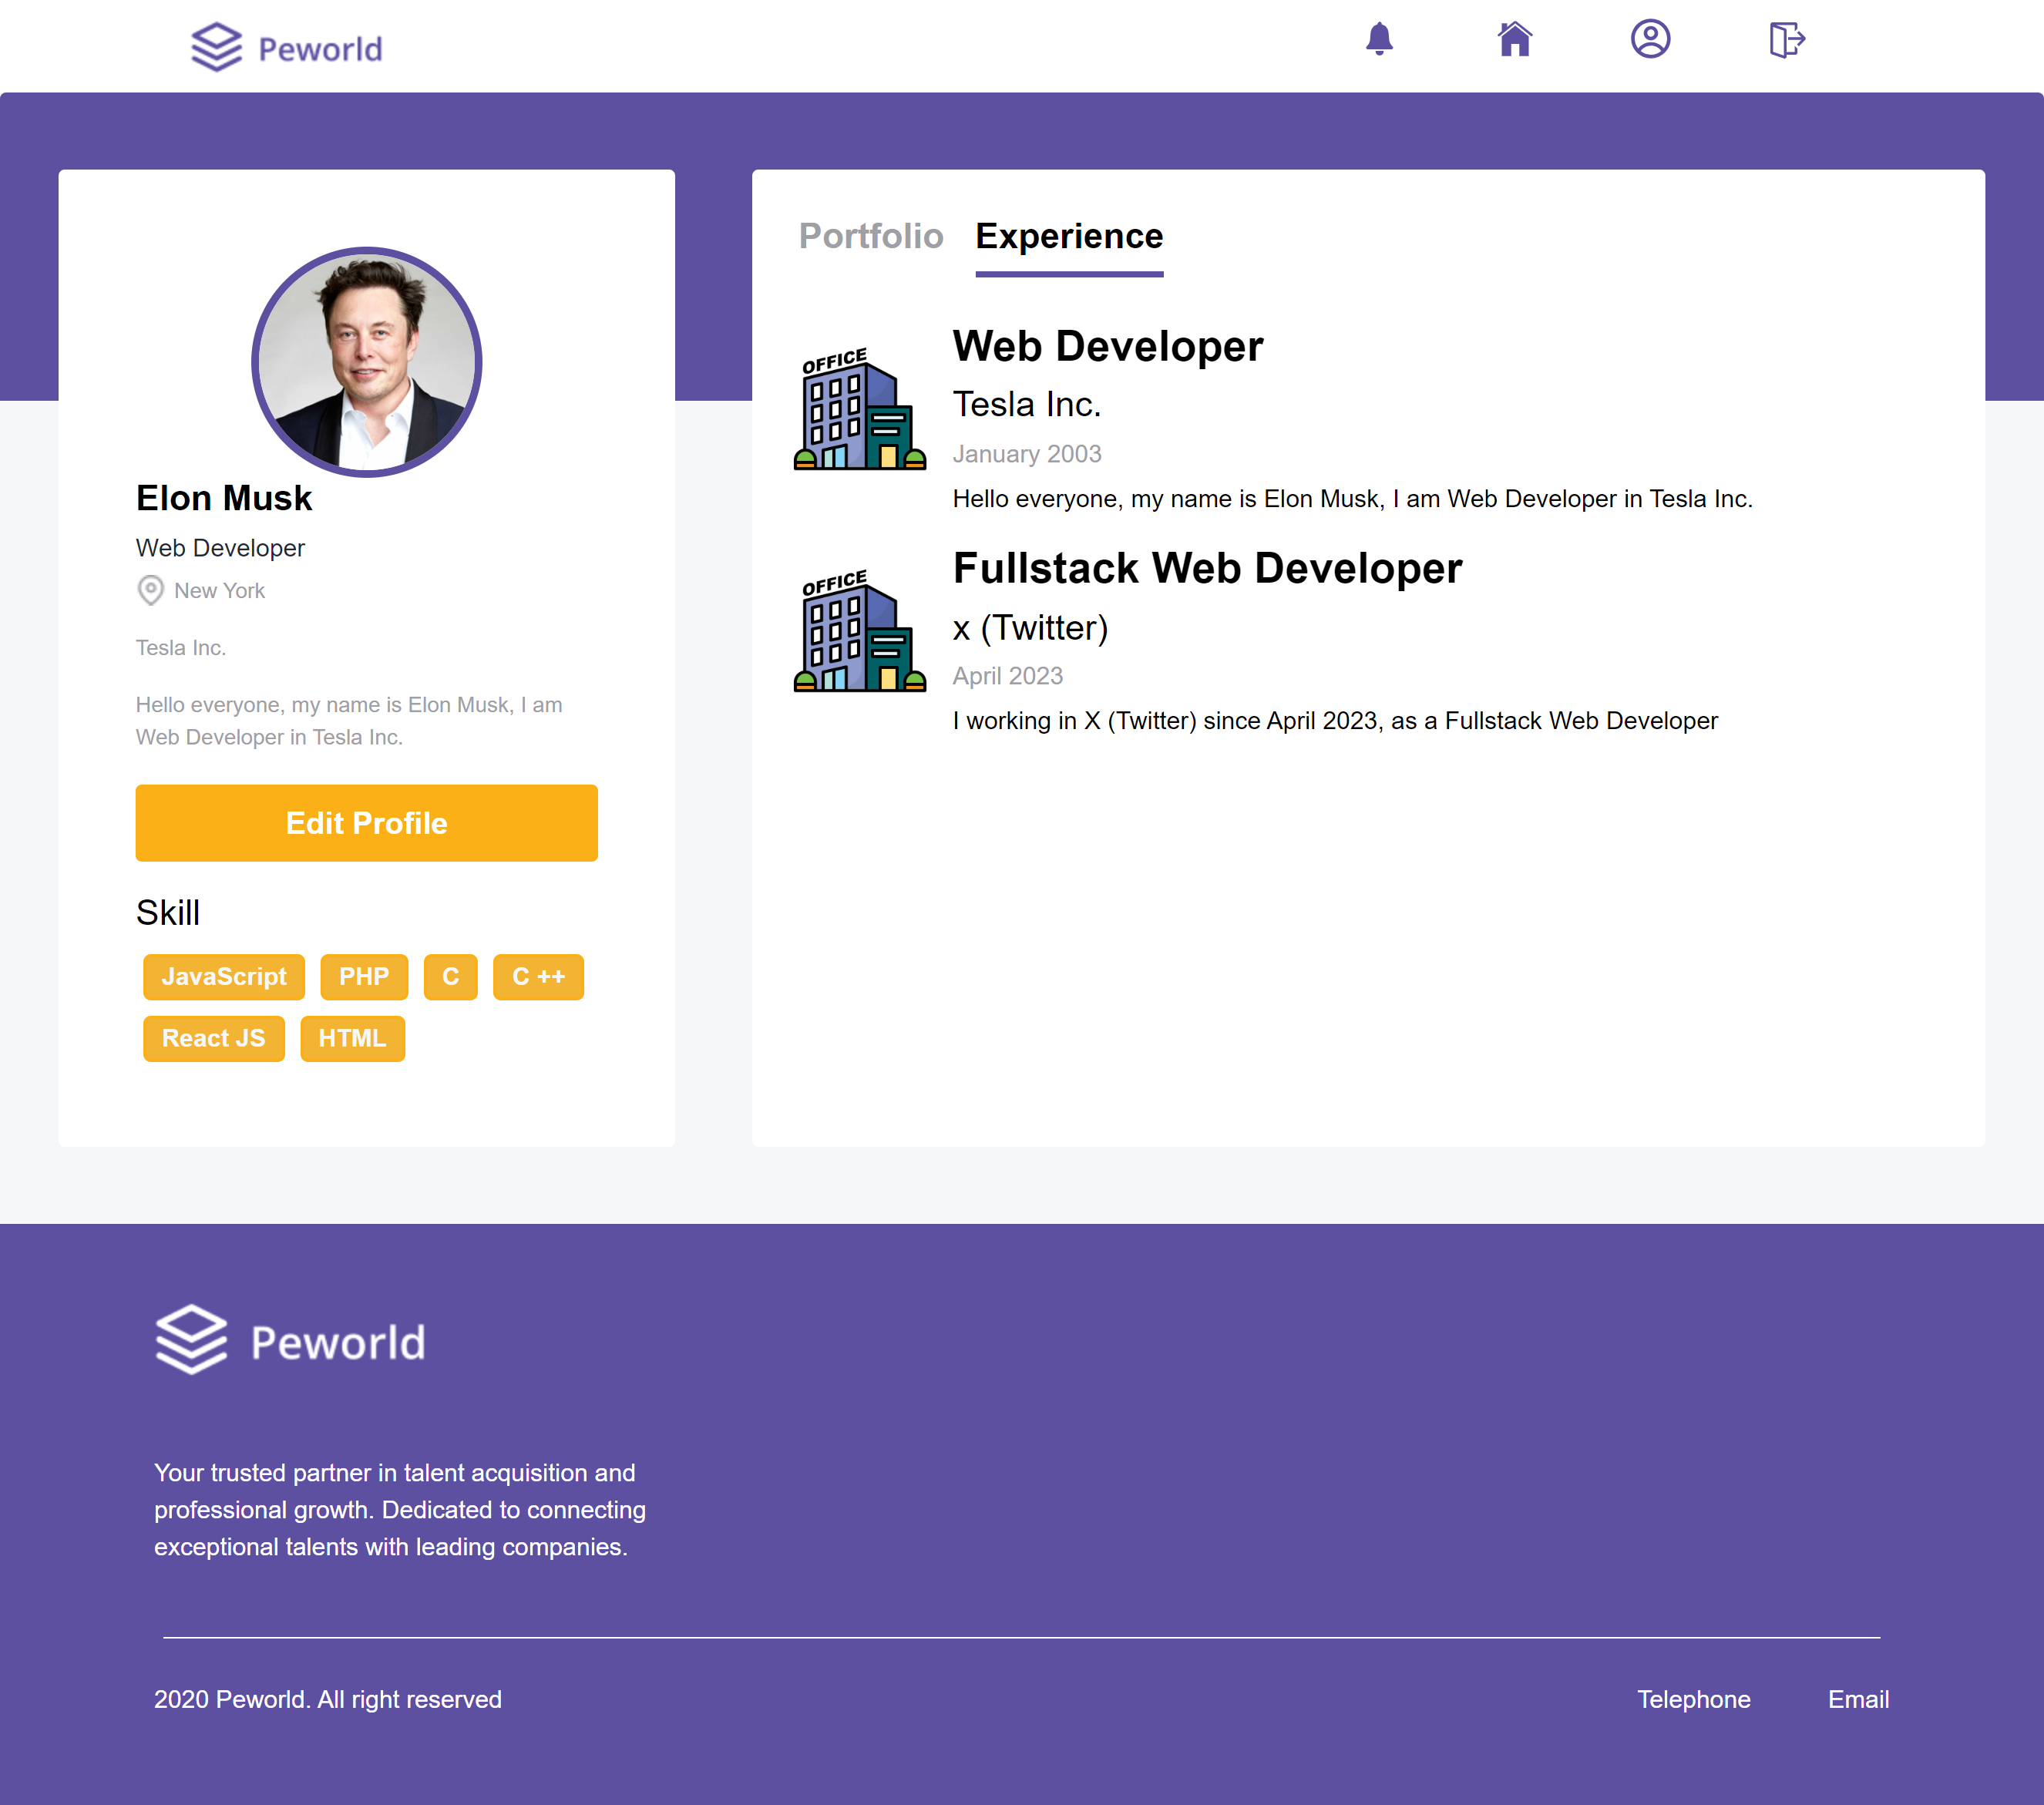 Peworld
Elon Musk
Web Developer
New York
Tesla Inc.
Hello everyone, my name is Elon Musk, I am
Web Developer in Tesla Inc.
Edit Profile
Skill
JavaScript PHP C C ++
React JS HTML
Portfolio Experience
OFFICE
Web Developer
Tesla Inc.
January 2003
Hello everyone, my name is Elon Musk, I am Web Developer in Tesla Inc.
OFFICE
Fullstack Web Developer
x (Twitter)
April 2023
I working in X (Twitter) since April 2023, as a Fullstack Web Developer
Peworld
Your trusted partner in talent acquisition and
professional growth. Dedicated to connecting
exceptional talents with leading companies.
2020 Peworld. All right reserved
Telephone Email